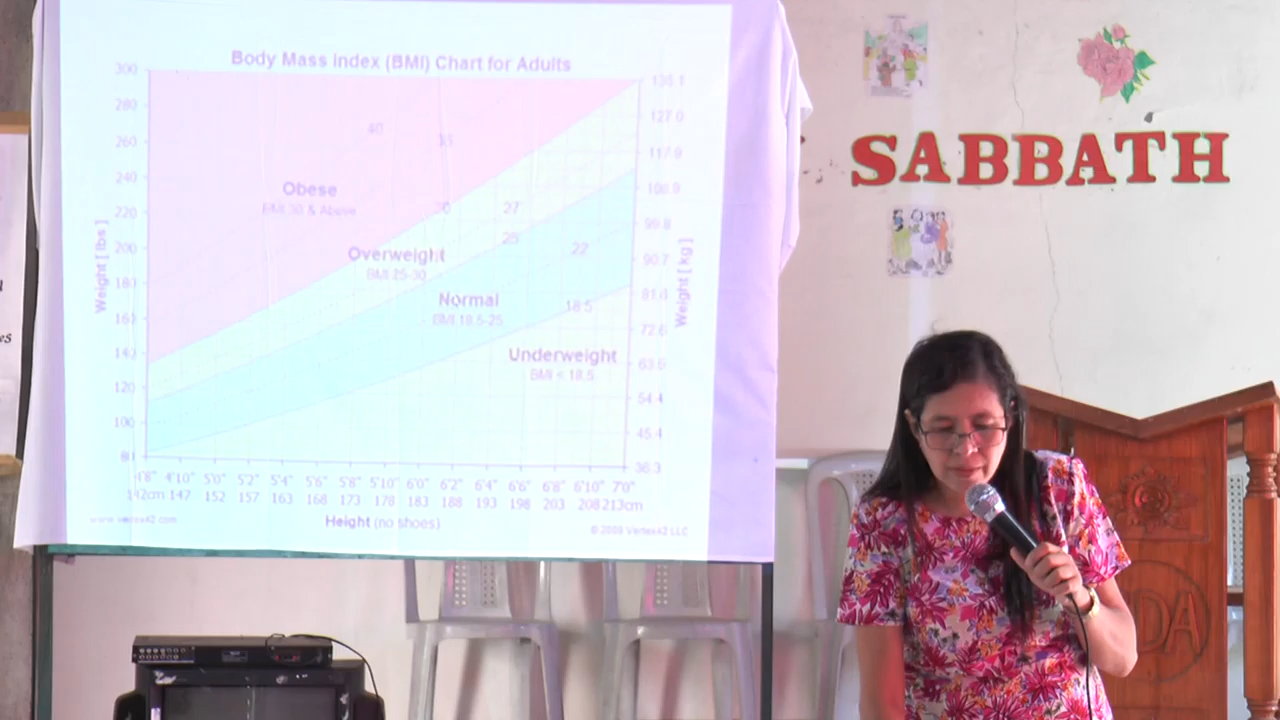 Body Mass Index (BMI) Chart for Adults
300
280
260
240
220
200
180
160
140
120
100
80
Weight [ lbs ]
40
35
30
27
25
22
18.5
Obese
BMI 30 & Above
Overweight
BMI 25-30
Normal
BMI 18.5-25
Underweight
BMI < 18.5
136.1
127.0
117.9
108.9
99.8
90.7
81.6
72.6
63.5
54.4
45.4
36.3
Weight [ kg ]
4'10" 5'0" 5'2" 5'4" 5'6" 5'8" 5'10" 6'0" 6'2" 6'4" 6'6" 6'8" 6'10" 7'0"
142cm 147 152 157 163 168 173 178 183 188 193 198 203 208 213cm
Height (no shoes)
www.vertex42.com
© 2009 Vertex42 LLC
SABBATH
DA